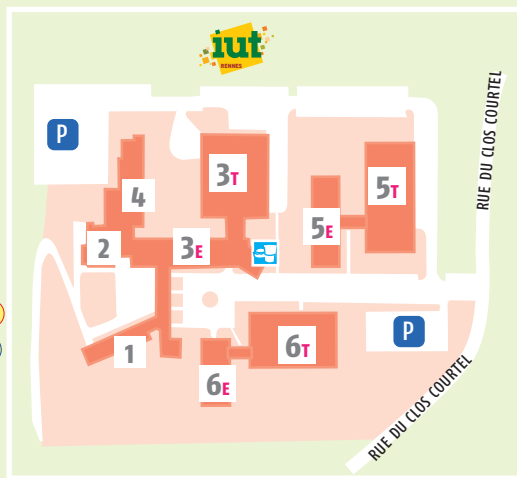 iut
RENNES
P
3T
5T
4
5E
2
3E
RUE DU CLOS COURTEL
P
6T
1
6E
RUE DU CLOS COURTEL